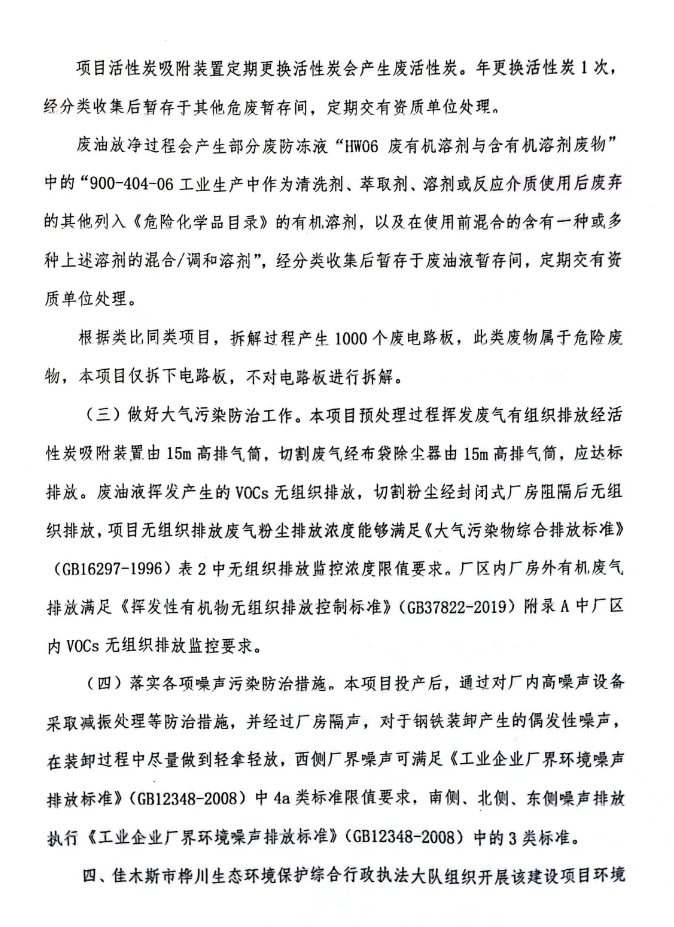 项目活性炭吸附装置定期更换活性炭会产生废活性炭。年更换活性炭 1 次，
经分类收集后暂存于其他危废暂存间，定期交有资质单位处理。
废油放净过程会产生部分废防冻液“HW06 废有机溶剂与含有机溶剂废物”
中的“900-404-06 工业生产中作为清洗剂、萃取剂、溶剂或反应介质使用后废弃
的其他列入《危险化学品目录》的有机溶剂，以及在使用前混合的含有一种或多
种上述溶剂的混合/调和溶剂”，经分类收集后暂存于废油液暂存间，定期交有资
质单位处理。
根据类比同类项目，拆解过程产生 1000 个废电路板，此类废物属于危险废
物，本项目仅拆下电路板，不对电路板进行拆解。
（三）做好大气污染防治工作。本项目预处理过程挥发废气有组织排放经活
性炭吸附装置由 15m 高排气筒，切割废气经布袋除尘器由 15m 高排气筒，应达标
排放。废油液挥发产生的 VOCs 无组织排放，切割粉尘经封闭式厂房阻隔后无组
织排放，项目无组织排放废气粉尘排放浓度能够满足《大气污染物综合排放标准》
（GB16297-1996）表 2 中无组织排放监控浓度限值要求。厂区内厂房外有机废气
排放满足《挥发性有机物无组织排放控制标准》（GB37822-2019）附录 A 中厂区
内 VOCs 无组织排放监控要求。
（四）落实各项噪声污染防治措施。本项目投产后，通过对厂内高噪声设备
采取减振处理等防治措施，并经过厂房隔声，对于钢铁装卸产生的偶发性噪声，
在装卸过程中尽量做到轻拿轻放，西侧厂界噪声可满足《工业企业厂界环境噪声
排放标准》（GB12348-2008）中 4a 类标准限值要求，南侧、北侧、东侧噪声排放
执行《工业企业厂界环境噪声排放标准》（GB12348-2008）中的 3 类标准。
四、佳木斯市桦川生态环境保护综合行政执法大队组织开展该建设项目环境